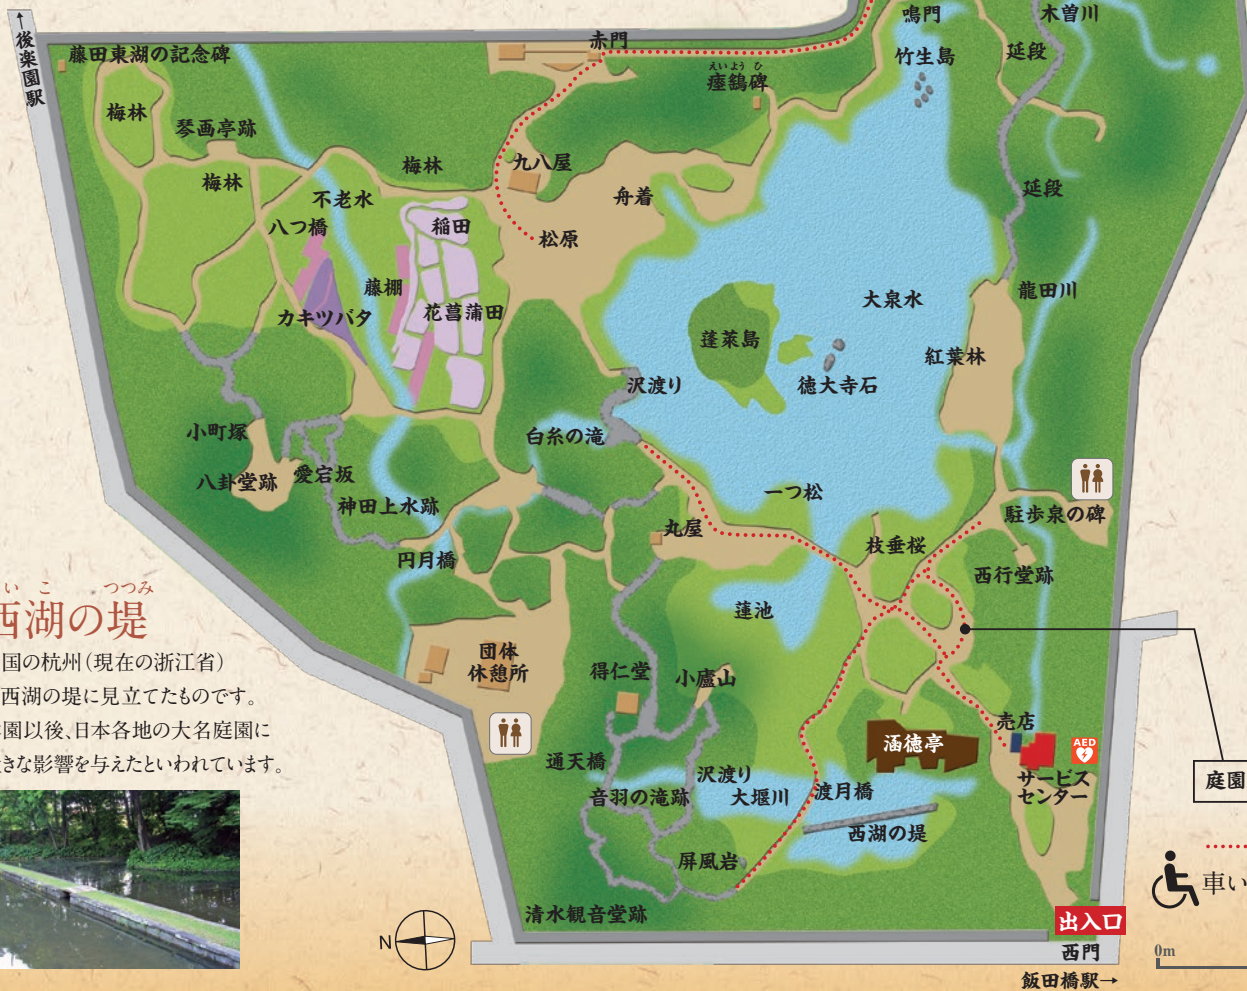 ↑後楽園駅
藤田東湖の記念碑
梅林
琴画亭跡
梅林
梅林
不老水
八つ橋
稲田
藤棚
カキツバタ
花菖蒲田
赤門
えいようひ
瘞鷂碑
九八屋
松原
舟着
鳴門
竹生島
木曽川
延段
延段
龍田川
大泉水
蓬莱島
徳大寺石
紅葉林
沢渡り
白糸の滝
小町塚
八卦堂跡
愛宕坂
神田上水跡
円月橋
一つ松
丸屋
枝垂桜
駐歩泉の碑
西行堂跡
蓮池
団体
休憩所
得仁堂
小廬山
通天橋
音羽の滝跡
沢渡り
大堰川
渡月橋
西湖の堤
屏風岩
清水観音堂跡
涵徳亭
売店
AED
サービス
センター
出入口
西門
飯田橋駅→
い こ つつみ
西湖の堤
国の杭州(現在の浙江省)
西湖の堤に見立てたものです。
園以後、日本各地の大名庭園に
きな影響を与えたといわれています。
N
庭園
車い
0m